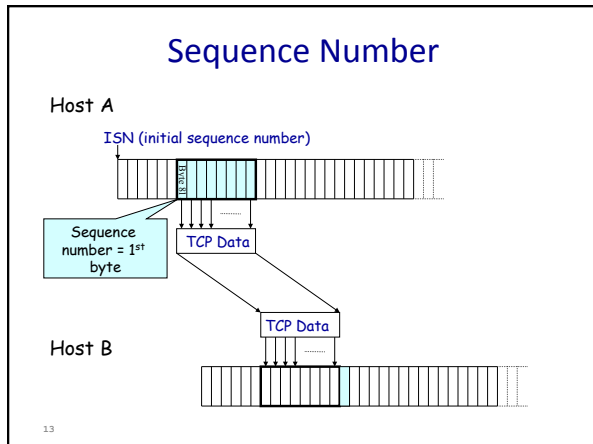 Sequence Number
Host A
ISN (initial sequence number)
Byte 81
Sequence
number = 1st
byte
TCP Data
TCP Data
Host B
13